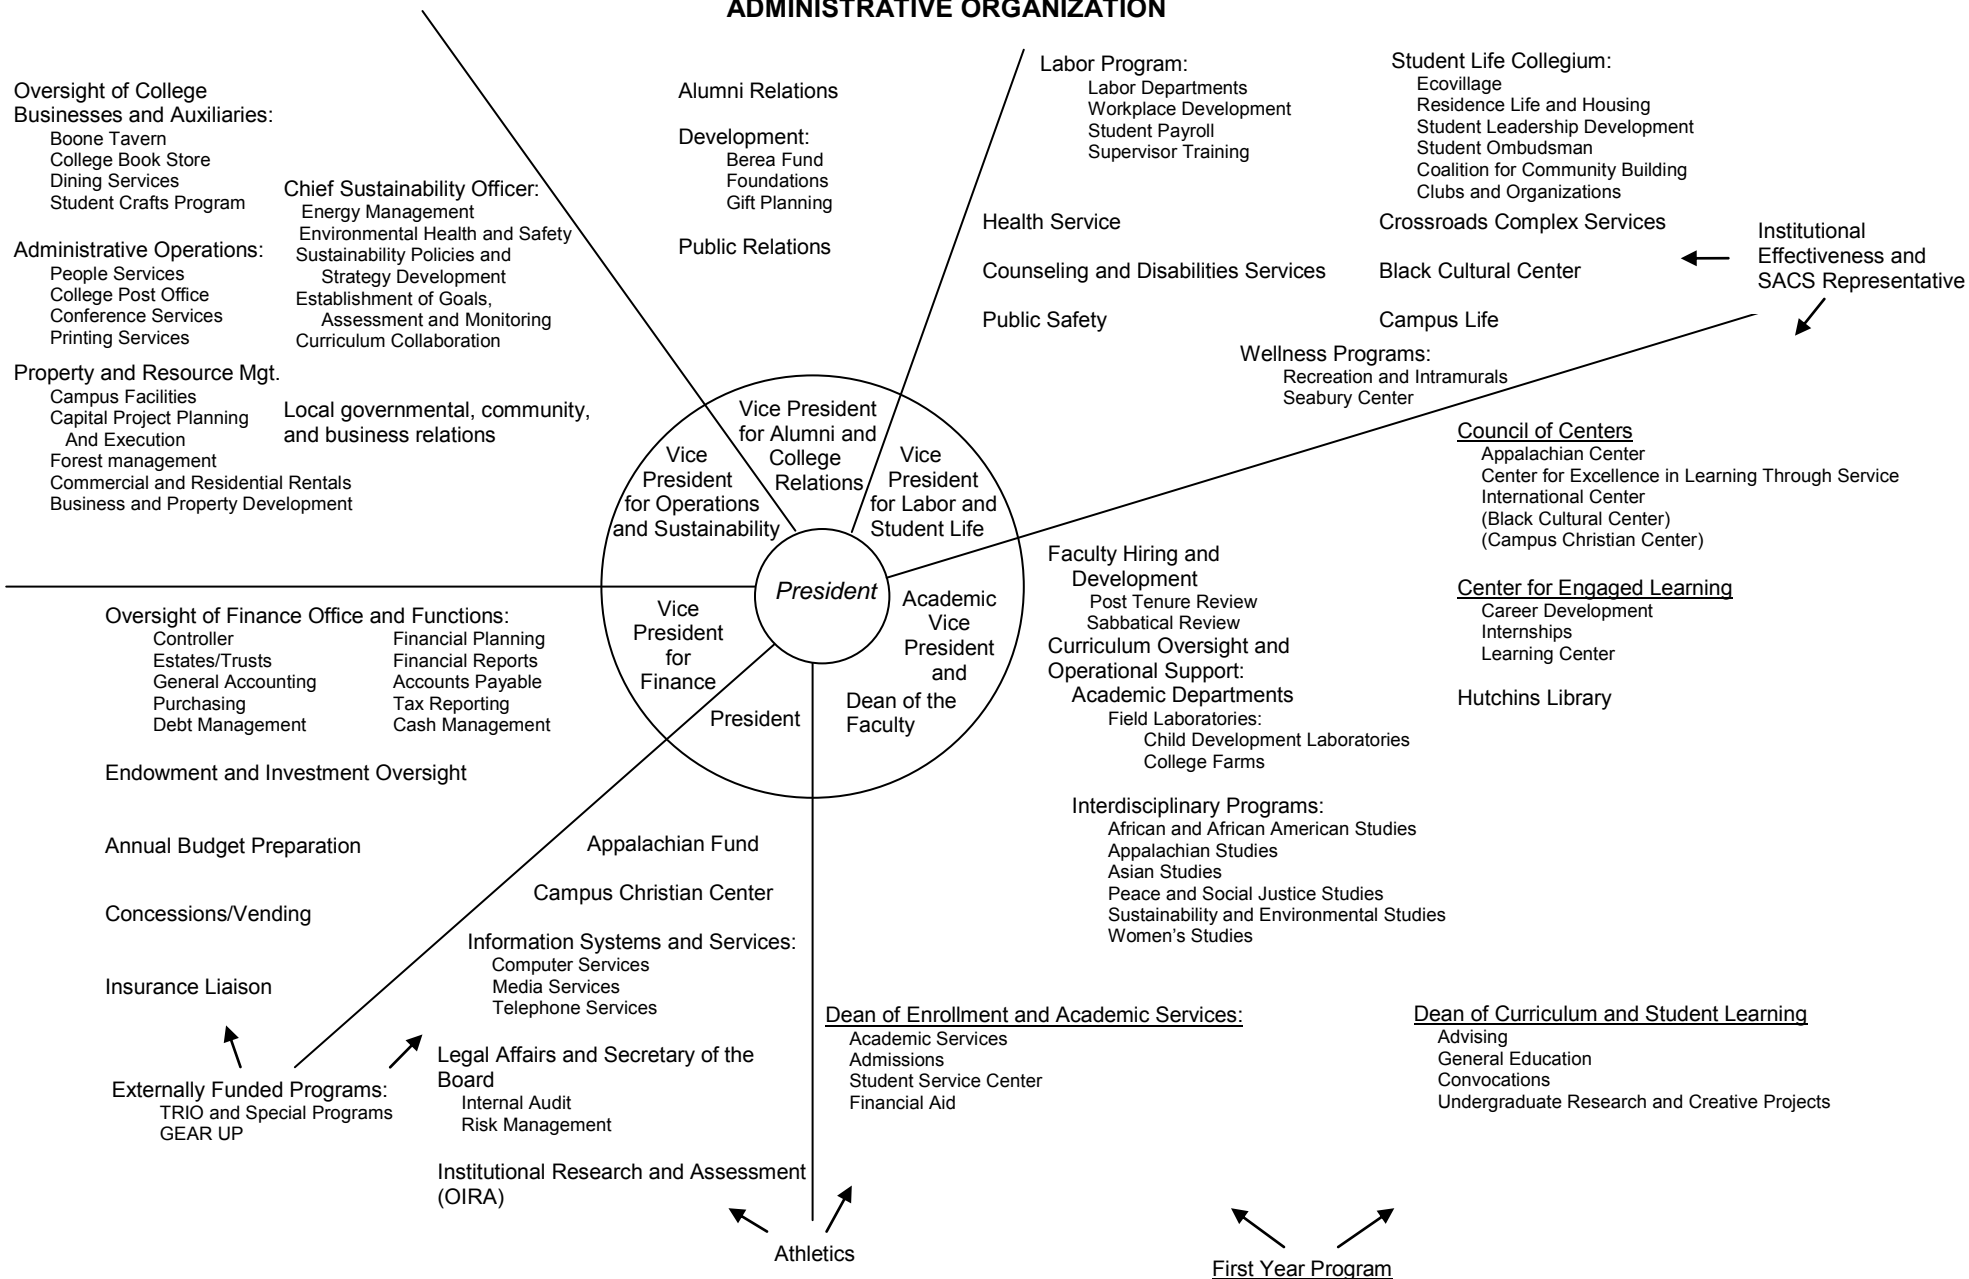 ADMINISTRATIVE ORGANIZATION
Oversight of College
Businesses and Auxiliaries:
Boone Tavern
College Book Store
Dining Services
Student Crafts Program
Administrative Operations:
People Services
College Post Office
Conference Services
Printing Services
Property and Resource Mgt.
Campus Facilities
Capital Project Planning
And Execution
Forest management
Commercial and Residential Rentals
Business and Property Development
Chief Sustainability Officer:
Energy Management
Environmental Health and Safety
Sustainability Policies and
Strategy Development
Establishment of Goals,
Assessment and Monitoring
Curriculum Collaboration
Local governmental, community,
and business relations
Alumni Relations
Development:
Berea Fund
Foundations
Gift Planning
Public Relations
Labor Program:
Labor Departments
Workplace Development
Student Payroll
Supervisor Training
Health Service
Counseling and Disabilities Services
Public Safety
Student Life Collegium:
Ecovillage
Residence Life and Housing
Student Leadership Development
Student Ombudsman
Coalition for Community Building
Clubs and Organizations
Crossroads Complex Services
Black Cultural Center
Campus Life
Wellness Programs:
Recreation and Intramurals
Seabury Center
Institutional
Effectiveness and
SACS Representative
Vice
President
for Operations
and Sustainability
Vice President
for Alumni and
College
Relations
Vice
President
for Labor and
Student Life
President
Vice
President
for
Finance
President
Academic
Vice
President
and
Dean of the
Faculty
Council of Centers
Appalachian Center
Center for Excellence in Learning Through Service
International Center
(Black Cultural Center)
(Campus Christian Center)
Center for Engaged Learning
Career Development
Internships
Learning Center
Hutchins Library
Faculty Hiring and
Development
Post Tenure Review
Sabbatical Review
Curriculum Oversight and
Operational Support:
Academic Departments
Field Laboratories:
Child Development Laboratories
College Farms
Interdisciplinary Programs:
African and African American Studies
Appalachian Studies
Asian Studies
Peace and Social Justice Studies
Sustainability and Environmental Studies
Women's Studies
Oversight of Finance Office and Functions:
Controller
Estates/Trusts
General Accounting
Purchasing
Debt Management
Financial Planning
Financial Reports
Accounts Payable
Tax Reporting
Cash Management
Endowment and Investment Oversight
Annual Budget Preparation
Concessions/Vending
Insurance Liaison
Externally Funded Programs:
TRIO and Special Programs
GEAR UP
Appalachian Fund
Campus Christian Center
Information Systems and Services:
Computer Services
Media Services
Telephone Services
Legal Affairs and Secretary of the
Board
Internal Audit
Risk Management
Institutional Research and Assessment
(OIRA)
Athletics
Dean of Enrollment and Academic Services:
Academic Services
Admissions
Student Service Center
Financial Aid
Dean of Curriculum and Student Learning
Advising
General Education
Convocations
Undergraduate Research and Creative Projects
First Year Program